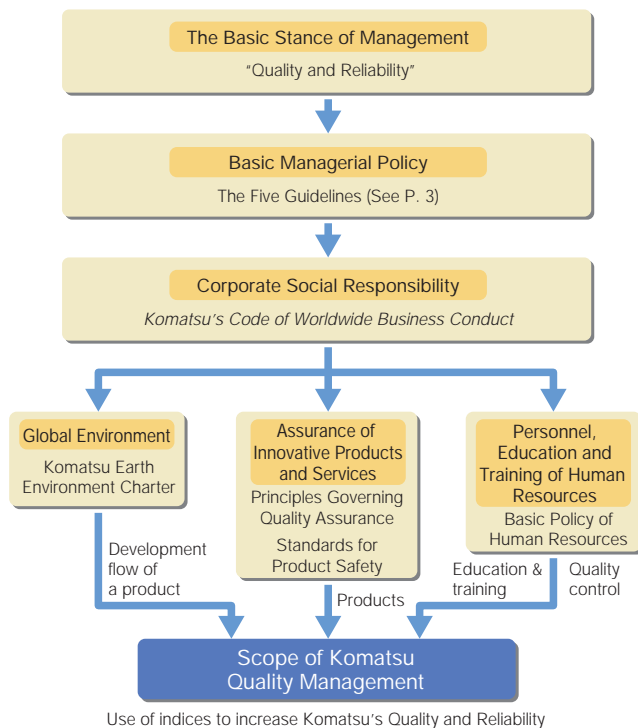 The Basic Stance of Management
“Quality and Reliability”
Basic Managerial Policy
The Five Guidelines (See P. 3)
Corporate Social Responsibility
Komatsu’s Code of Worldwide Business Conduct
Global Environment
Komatsu Earth
Environment Charter
Assurance of
Innovative Products
and Services
Principles Governing
Quality Assurance
Standards for
Product Safety
Personnel,
Education and
Training of Human
Resources
Basic Policy of
Human Resources
Development
flow of
a product
Products
Education &
training
Quality
control
Scope of Komatsu
Quality Management
Use of indices to increase Komatsu’s Quality and Reliability